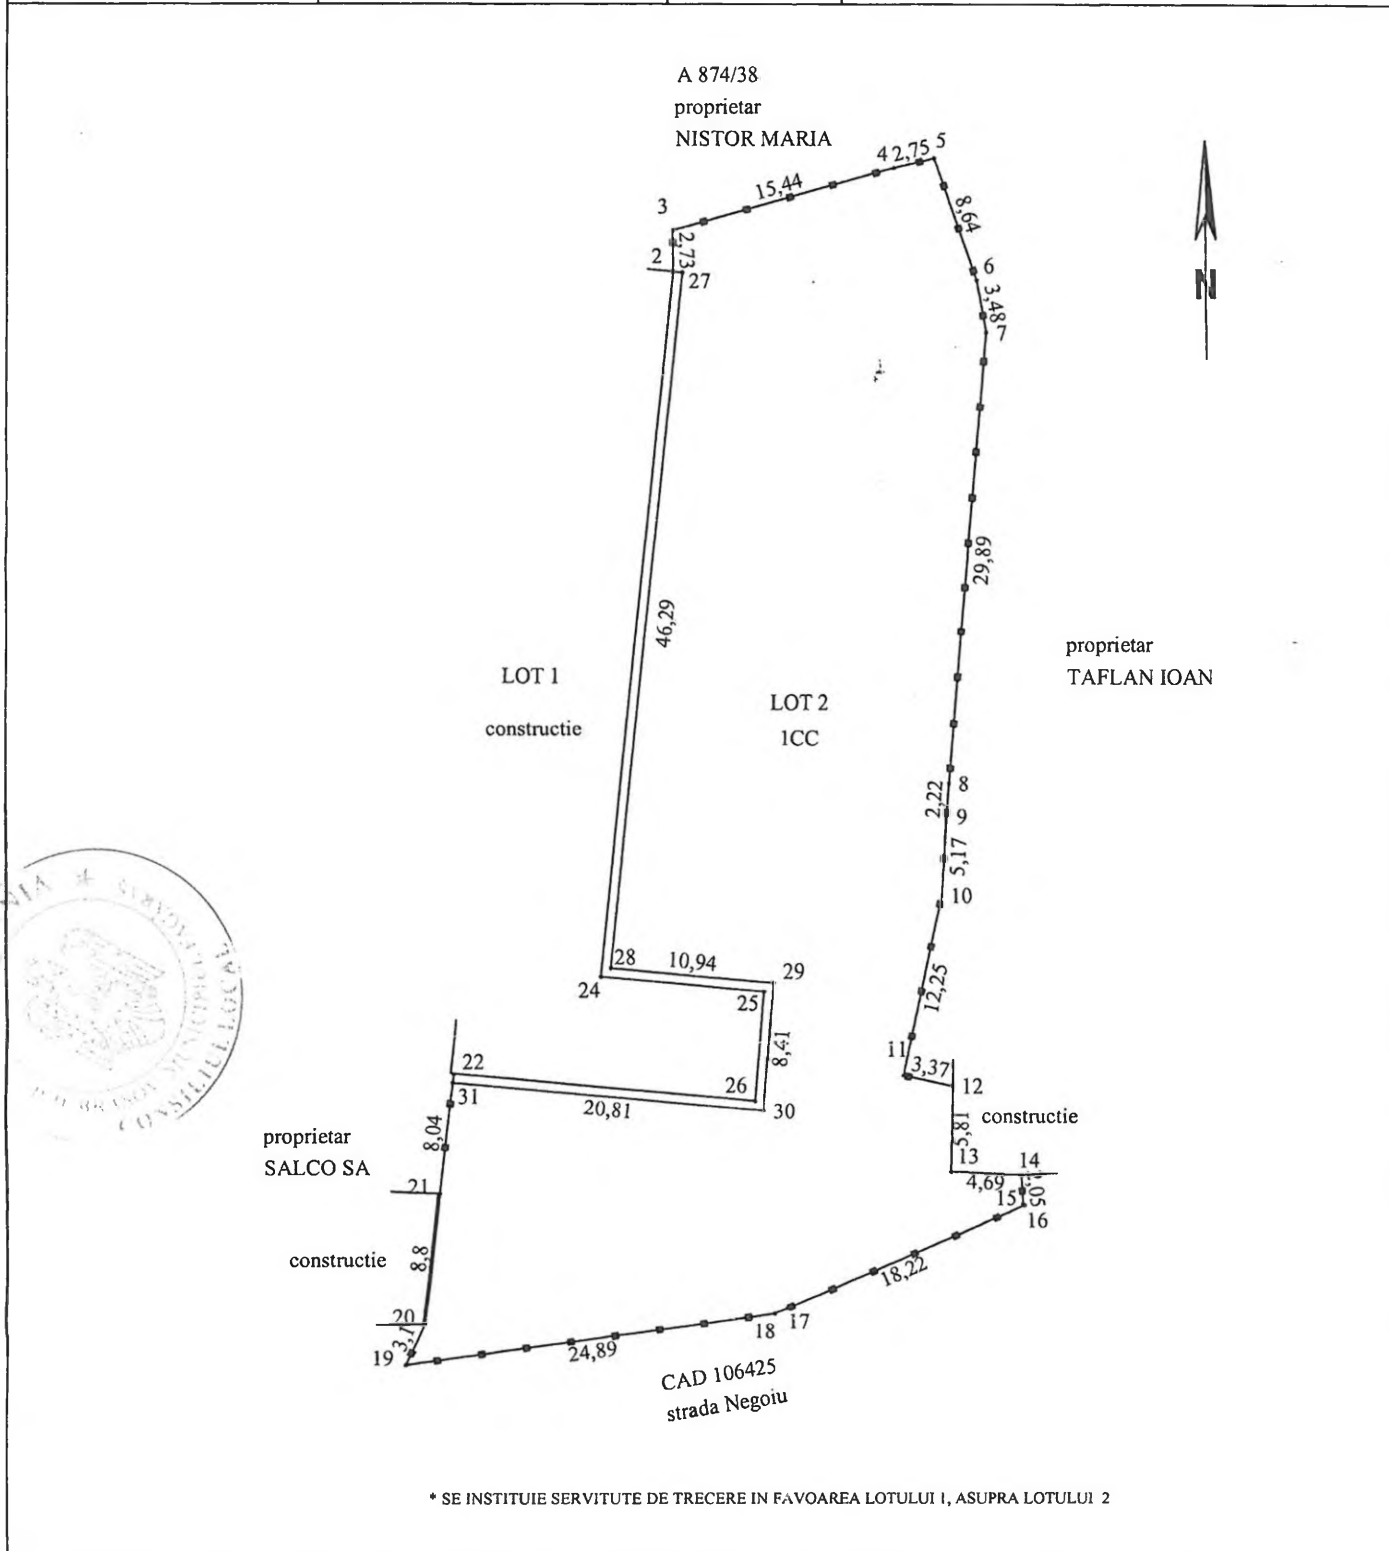 A 874/38
proprietar
NISTOR MARIA
4
2,75
5
15,44
3
8,64
2,73
2
27
6
3,48
7
N
29,89
46,29
proprietar
TAFLAN IOAN
LOT 1
constructie
LOT 2
1CC
8
2,22
9
5,17
10
28
10,94
29
24
25
12,25
8,41
11
3,37
12
22
31
26
30
20,81
constructie
5,81
8,04
proprietar
SALCO SA
13
14
4,69
15
16
21
constructie
8,8
18,22
20
3,1
17
18
19
24,89
CAD 106425
strada Negoiu
CONSILIUL LOCAL
* SE INSTITUIE SERVITUTE DE TRECERE IN FAVOAREA LOTULUI 1, ASUPRA LOTULUI 2